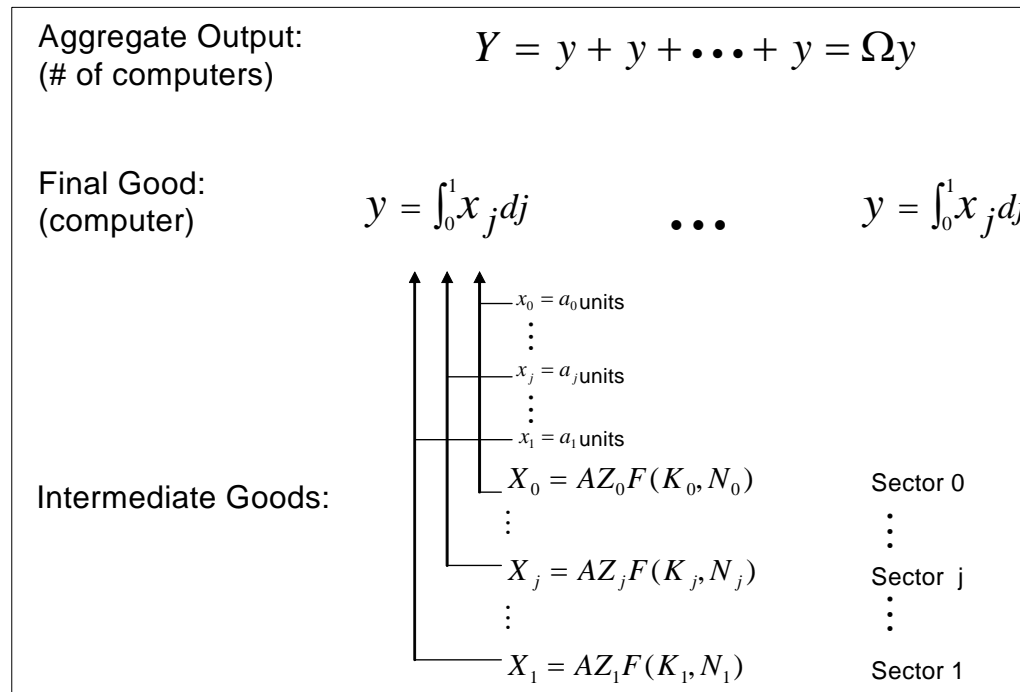 Aggregate Output:
(# of computers)
Y = y + y + ••• + y = Ωy
Final Good:
(computer)
y = ∫₀¹ x_j dj ••• y = ∫₀¹ x_j dj
x₀ = a₀ units
⋮
x_j = a_j units
⋮
x₁ = a₁ units
Intermediate Goods:
X₀ = AZ₀F(K₀, N₀) Sector 0
⋮ ⋮
X_j = AZ_jF(K_j, N_j) Sector j
⋮ ⋮
X₁ = AZ₁F(K₁, N₁) Sector 1